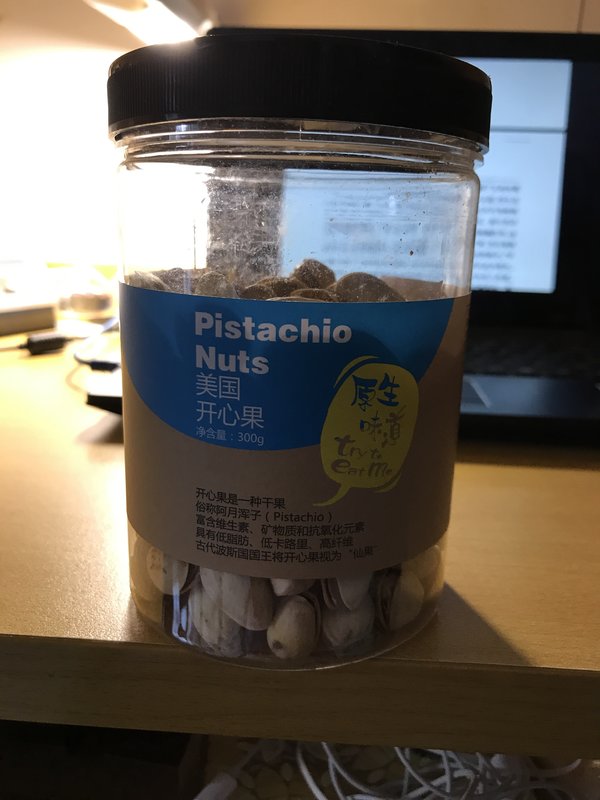 Pistachio
Nuts
美国
开心果
净含量：300g
原生
味道
try to
eat Me
开心果是一种干果
俗称阿月浑子（Pistachio）
富含维生素、矿物质和抗氧化元素
具有低脂肪、低卡路里、高纤维
古代波斯国国王将开心果视为“仙果”